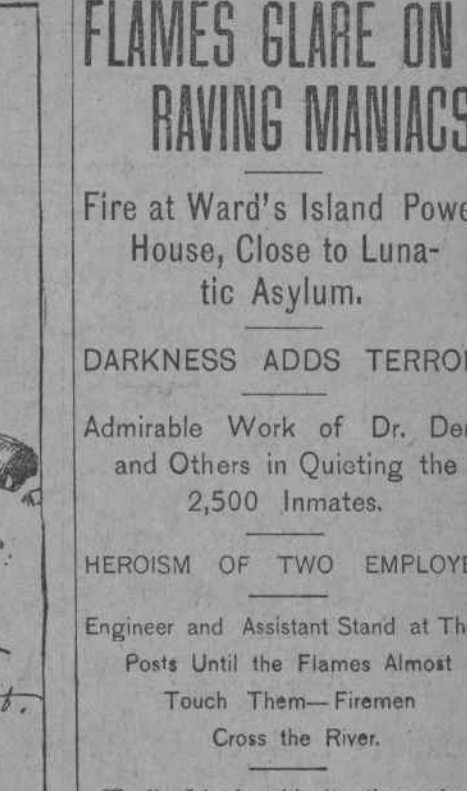 FLAMES GLARE ON
RAVING MANIACS
Fire at Ward's Island Powe
House, Close to Luna-
tic Asylum.
DARKNESS ADDS TERROR
Admirable Work of Dr. Den
and Others in Quieting the
2,500 Inmates.
HEROISM OF TWO EMPLOYE
Engineer and Assistant Stand at Th
Posts Until the Flames Almost
Touch Them—Firemen
Cross the River.